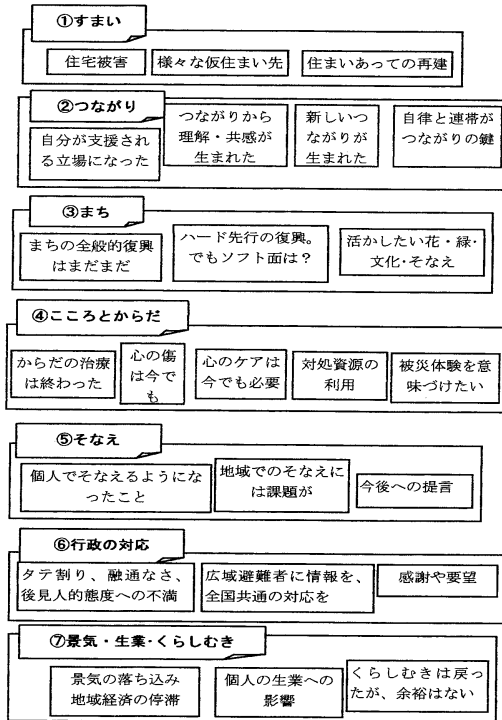 ①すまい
住宅被害
様々な仮住まい先
住まいあっての再建
②つながり
自分が支援され
る立場になった
つながりから
理解・共感が
生まれた
新しいつ
ながりが
生まれた
自律と連帯が
つながりの鍵
③まち
まちの全般的復興
はまだまだ
ハード先行の復興。
でもソフト面は？
活かしたい花・緑・
文化・そなえ
④こころとからだ
からだの治療
は終わった
心の傷
は今で
も
心のケアは
今でも必要
対処資源の
利用
被災体験を意
味づけたい
⑤そなえ
個人でそなえるようにな
ったこと
地域でのそなえに
は課題が
今後への提言
⑥行政の対応
タテ割り、融通なさ、
後見人的態度への不満
広域避難者に情報を、
全国共通の対応を
感謝や要望
⑦景気・生業・くらしむき
景気の落ち込み
地域経済の停滞
個人の生業への
影響
くらしむきは戻っ
たが、余裕はない